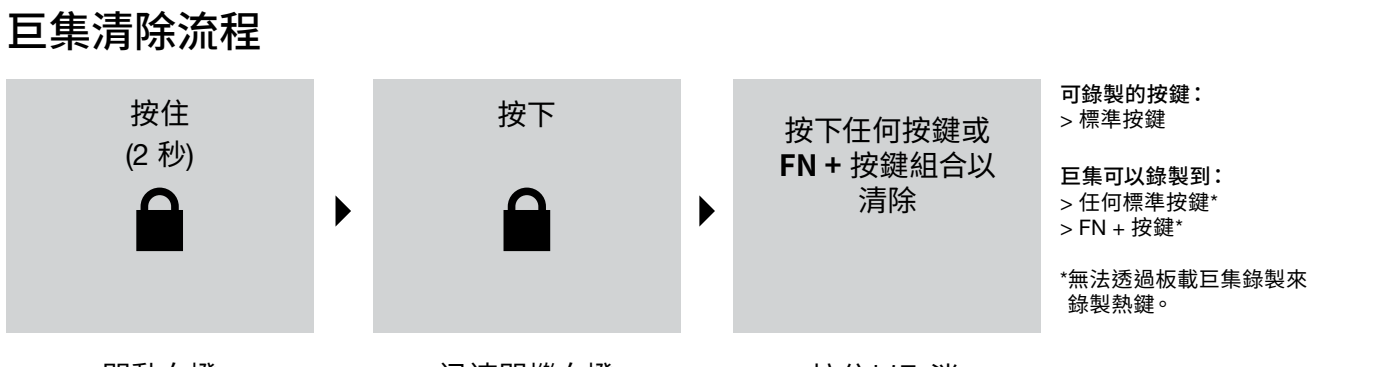 巨集清除流程
按住
(2 秒)
按下
按下任何按鍵或
FN + 按鍵組合以
清除
可錄製的按鍵：
> 標準按鍵
巨集可以錄製到：
> 任何標準按鍵*
> FN + 按鍵*
*無法透過板載巨集錄製來
錄製熱鍵。